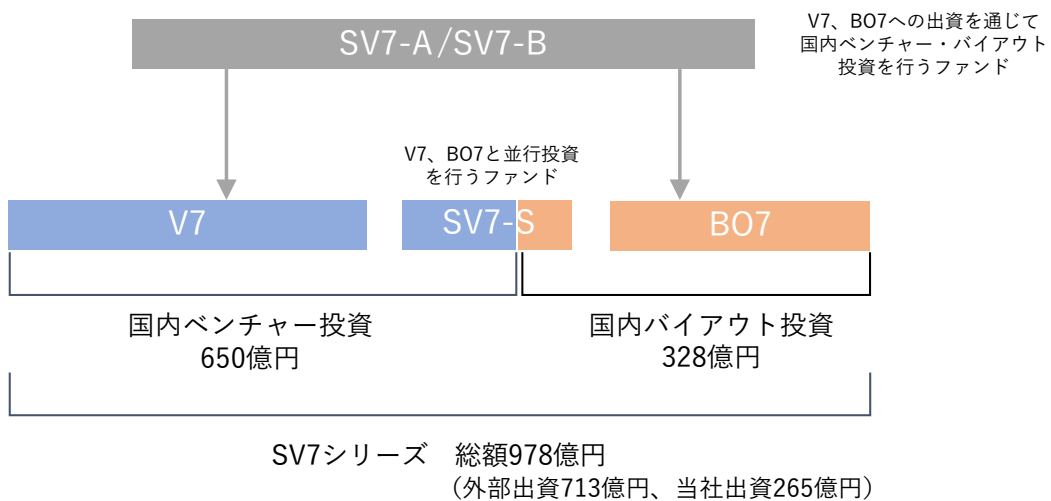 SV7-A/SV7-B
V7、BO7への出資を通じて
国内ベンチャー・バイアウト
投資を行うファンド
V7、BO7と並行投資
を行うファンド
V7
SV7-S
BO7
国内ベンチャー投資
650億円
国内バイアウト投資
328億円
SV7シリーズ　総額978億円
（外部出資713億円、当社出資265億円）